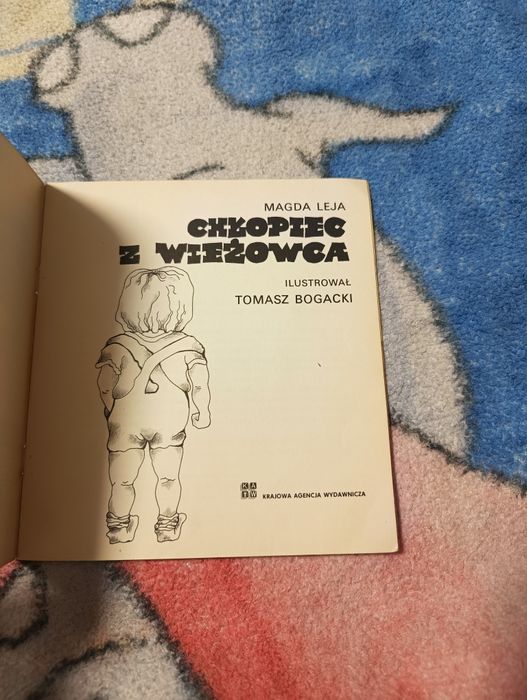 MAGDA LEJA
CHŁOPIEC
Z WIEŻOWCA
ILUSTROWAŁ
TOMASZ BOGACKI
KAW
KRAJOWA AGENCJA WYDAWNICZA